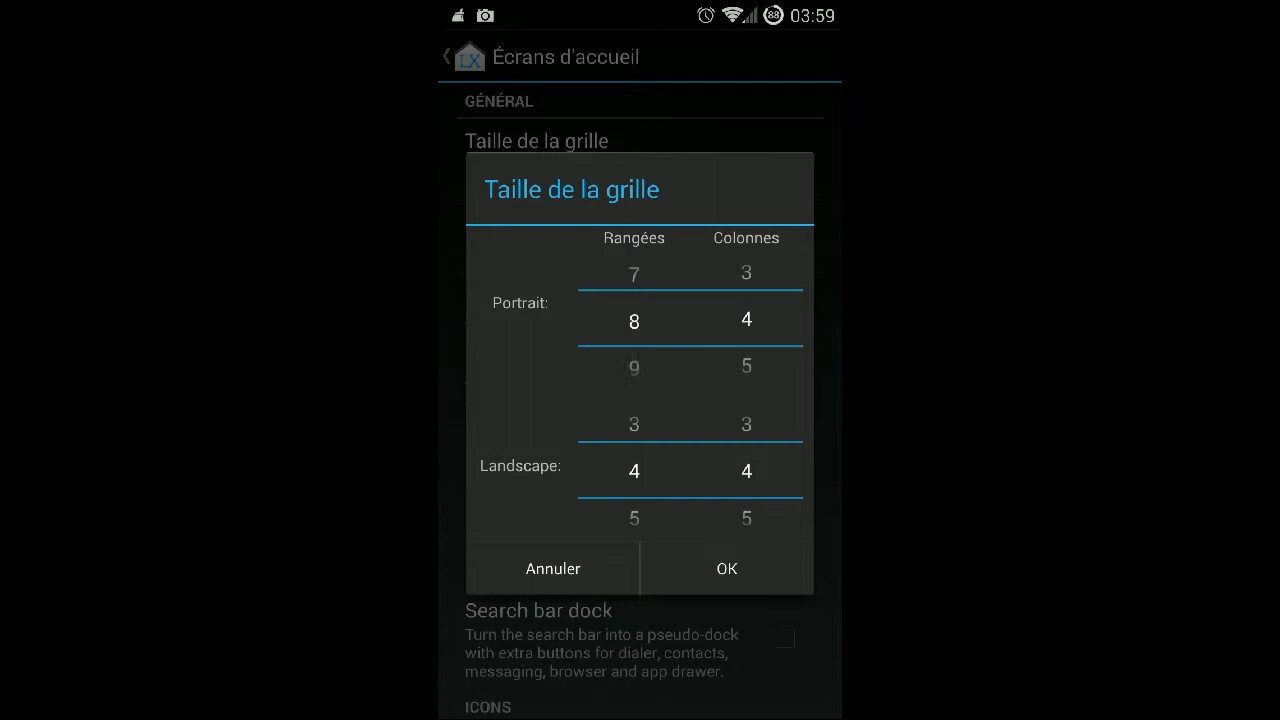 88 03:59
LX Écrans d'accueil
GÉNÉRAL
Taille de la grille
Taille de la grille
Rangées Colonnes
7 3
Portrait:
8 4
9 5
3 3
Landscape:
4 4
5 5
Annuler OK
Search bar dock
Turn the search bar into a pseudo-dock
with extra buttons for dialer, contacts,
messaging, browser and app drawer.
ICONS